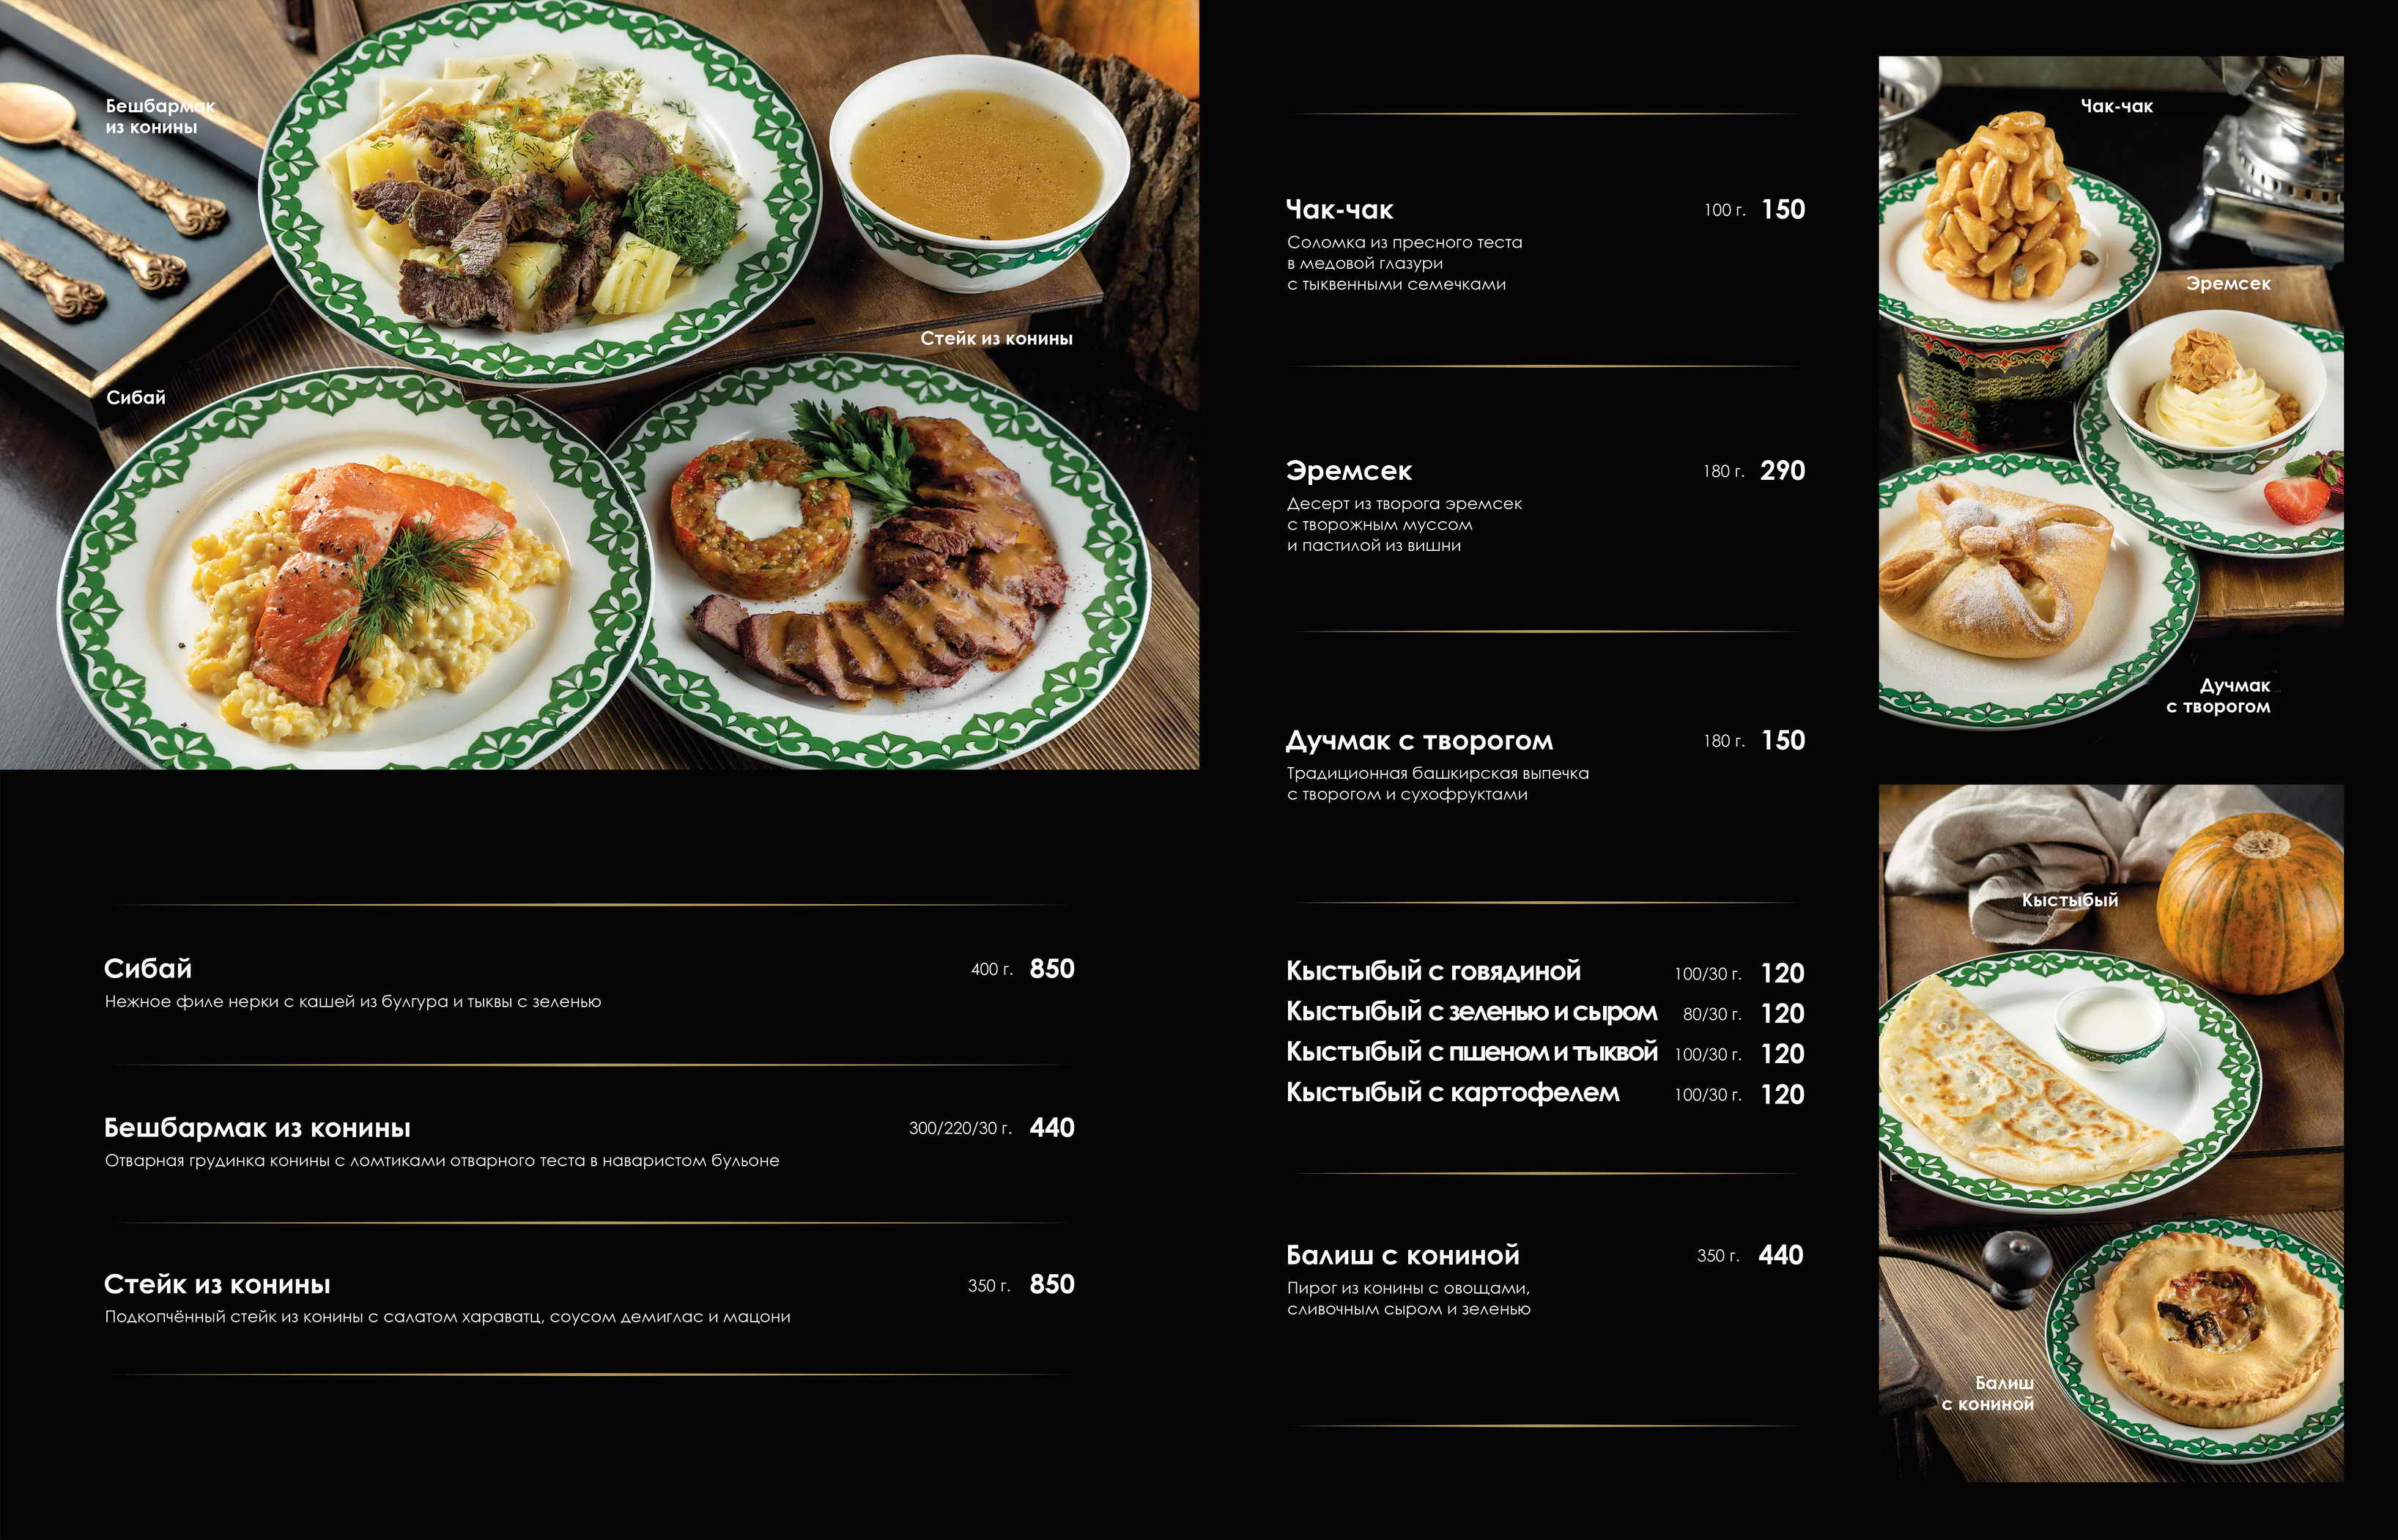 Бешбармак
из конины
Стейк из конины
Сибай
Сибай 400 г. 850
Нежное филе нерки с кашей из булгура и тыквы с зеленью
Бешбармак из конины 300/220/30 г. 440
Отварная грудинка конины с ломтиками отварного теста в наваристом бульоне
Стейк из конины 350 г. 850
Подкопчённый стейк из конины с салатом хараватц, соусом демиглас и мацони
Чак-чак 100 г. 150
Соломка из пресного теста
в медовой глазури
с тыквенными семечками
Эремсек 180 г. 290
Десерт из творога эремсек
с творожным муссом
и пастилой из вишни
Дучмак с творогом 180 г. 150
Традиционная башкирская выпечка
с творогом и сухофруктами
Кыстыбый с говядиной 100/30 г. 120
Кыстыбый с зеленью и сыром 80/30 г. 120
Кыстыбый с пшеном и тыквой 100/30 г. 120
Кыстыбый с картофелем 100/30 г. 120
Балиш с кониной 350 г. 440
Пирог из конины с овощами,
сливочным сыром и зеленью
Чак-чак
Эремсек
Дучмак
с творогом
Кыстыбый
Балиш
с кониной